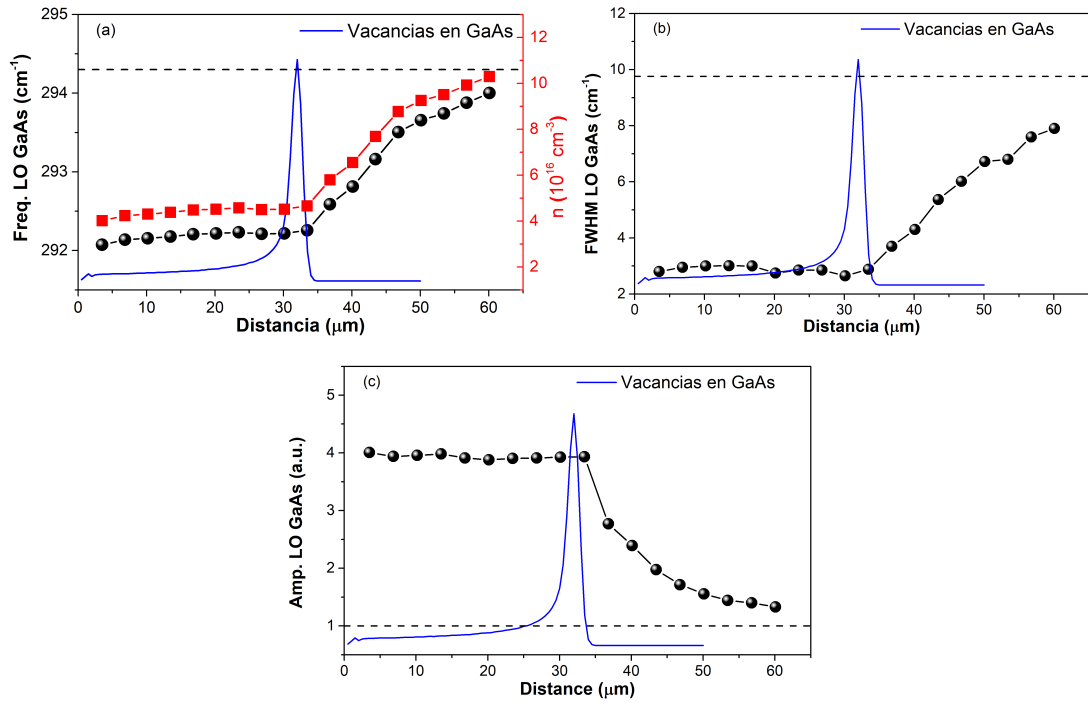 (a)
Vacancias en GaAs
Freq. LO GaAs (cm-1)
295
294
293
292
n (10^16 cm-3)
12
10
8
6
4
2
0 10 20 30 40 50 60
Distancia (μm)
(b)
Vacancias en GaAs
FWHM LO GaAs (cm-1)
12
10
8
6
4
2
0 10 20 30 40 50 60
Distancia (μm)
(c)
Vacancias en GaAs
Amp. LO GaAs (a.u.)
5
4
3
2
1
0 10 20 30 40 50 60
Distance (μm)